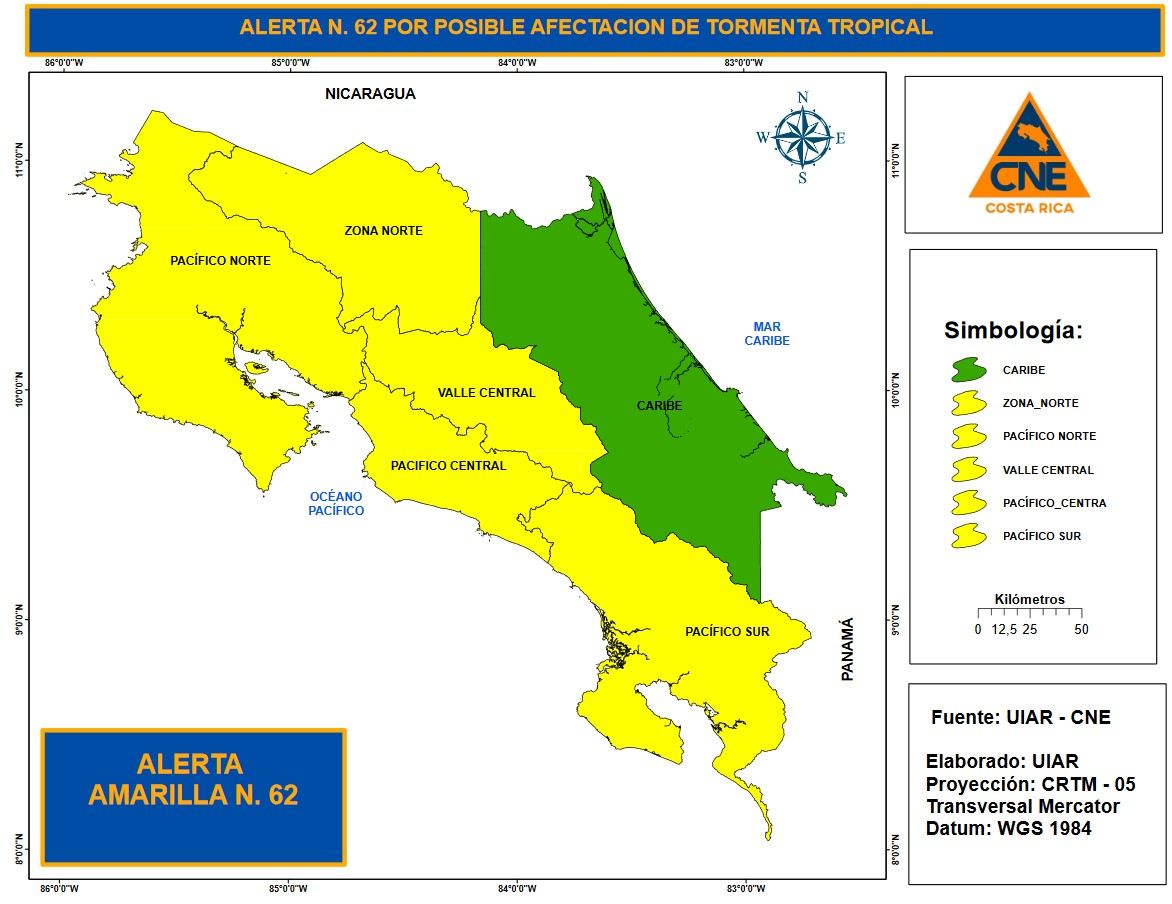 ALERTA N. 62 POR POSIBLE AFECTACION DE TORMENTA TROPICAL
86°0'0"W 85°0'0"W 84°0'0"W 83°0'0"W
NICARAGUA
N
W E
S
11°0'0"N
11°0'0"N
ZONA NORTE
PACÍFICO NORTE
MAR
CARIBE
10°0'0"N
10°0'0"N
VALLE CENTRAL
CARIBE
PACIFICO CENTRAL
OCÉANO
PACÍFICO
9°0'0"N
9°0'0"N
PACÍFICO SUR
PANAMÁ
ALERTA
AMARILLA N. 62
8°0'0"N
8°0'0"N
86°0'0"W 85°0'0"W 84°0'0"W 83°0'0"W
CNE
COSTA RICA
Simbología:
CARIBE
ZONA_NORTE
PACÍFICO NORTE
VALLE CENTRAL
PACÍFICO_CENTRA
PACÍFICO SUR
Kilómetros
0 12,5 25 50
Fuente: UIAR - CNE
Elaborado: UIAR
Proyección: CRTM - 05
Transversal Mercator
Datum: WGS 1984